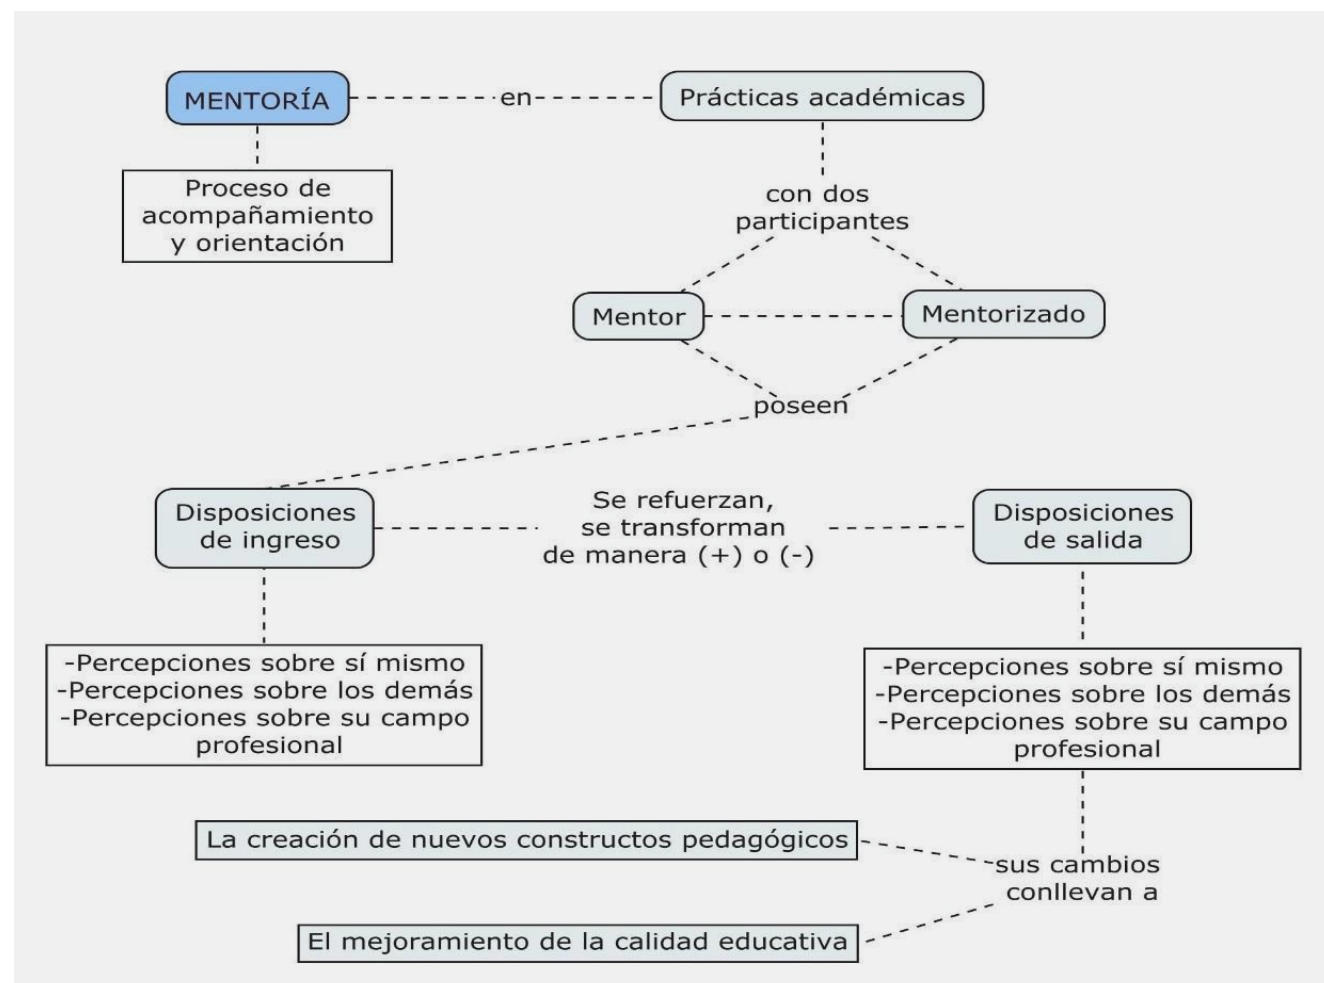 MENTORÍA
en
Prácticas académicas
Proceso de
acompañamiento
y orientación
con dos
participantes
Mentor
Mentorizado
poseen
Disposiciones
de ingreso
Se refuerzan,
se transforman
de manera (+) o (-)
Disposiciones
de salida
-Percepciones sobre sí mismo
-Percepciones sobre los demás
-Percepciones sobre su campo
profesional
-Percepciones sobre sí mismo
-Percepciones sobre los demás
-Percepciones sobre su campo
profesional
sus cambios
conllevan a
La creación de nuevos constructos pedagógicos
El mejoramiento de la calidad educativa